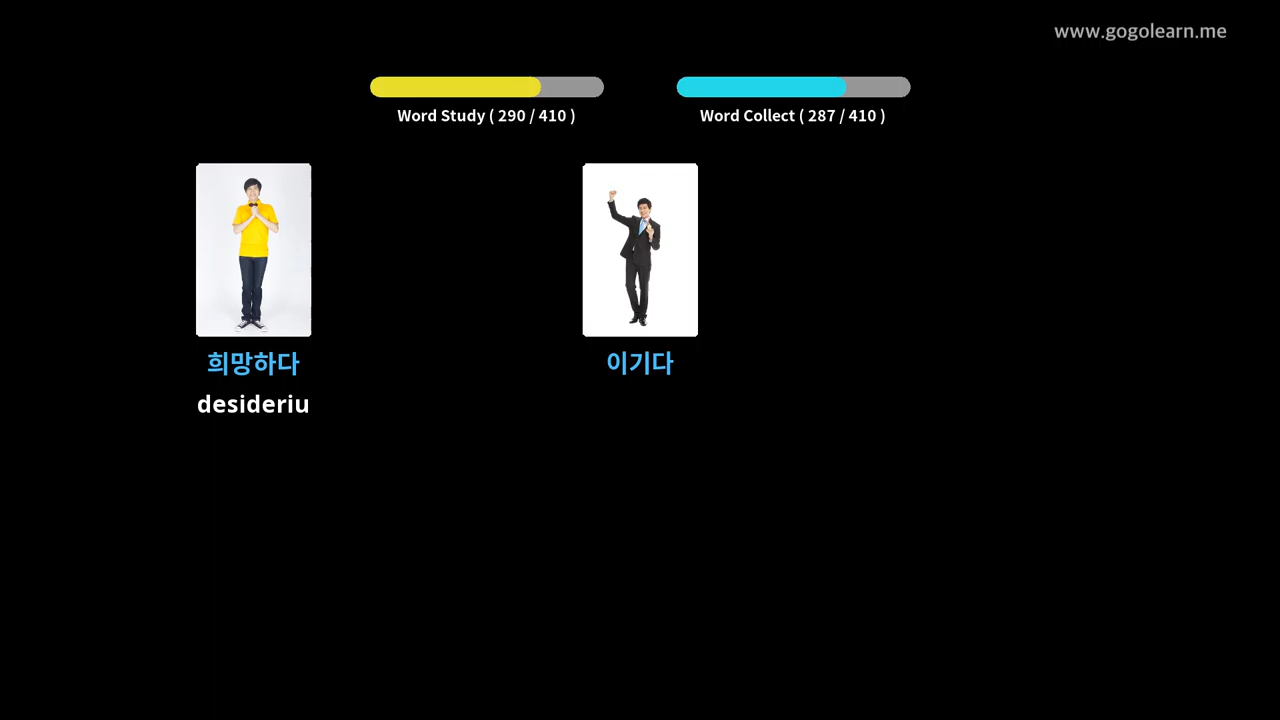 www.gogolearn.me
Word Study ( 290 / 410 )
Word Collect ( 287 / 410 )
희망하다
이기다
desideriu